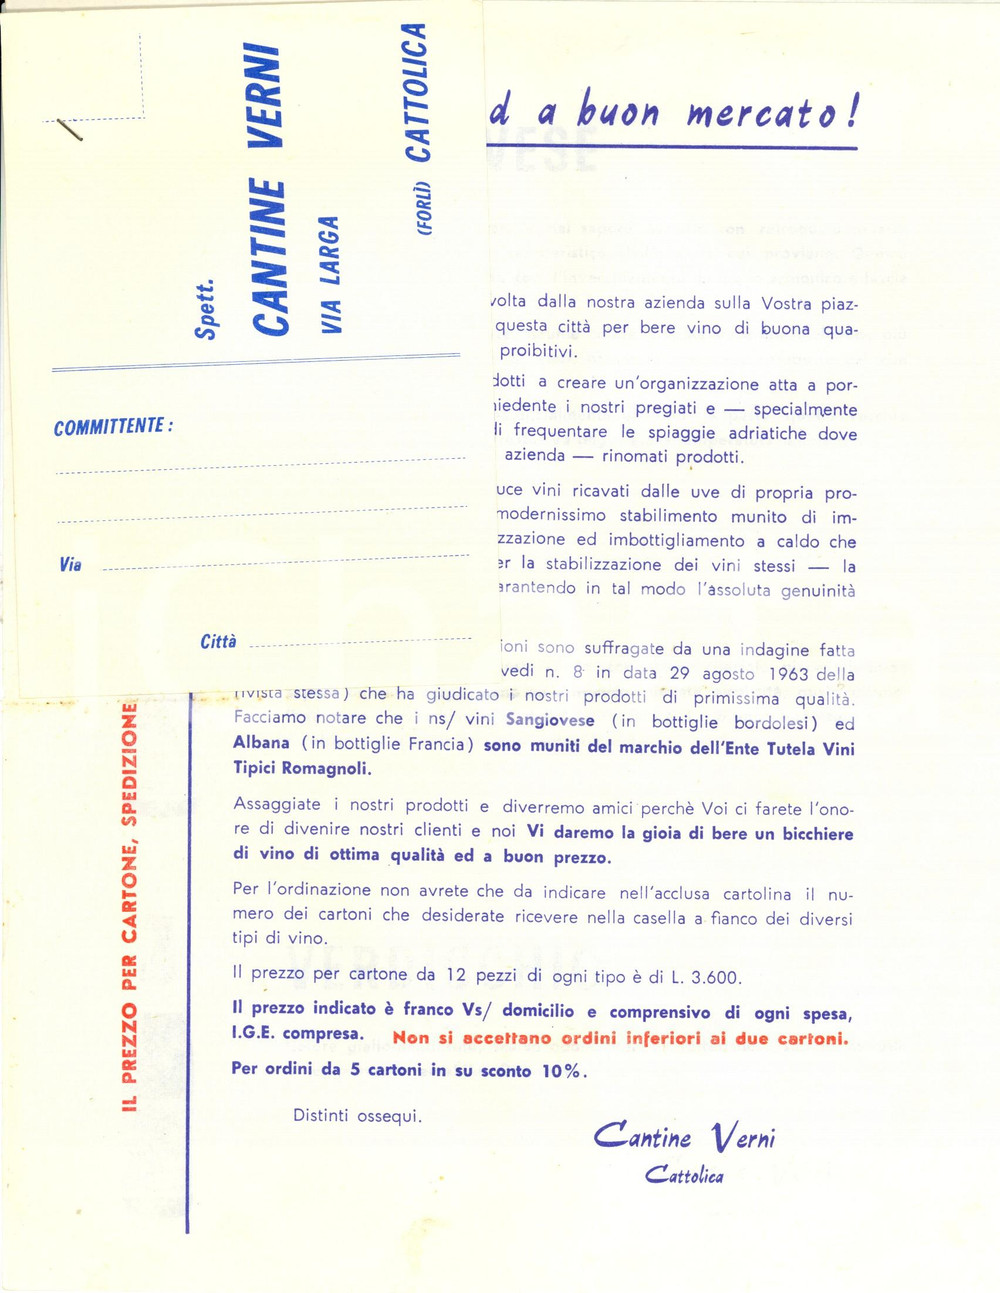 Spett.
CANTINE VERNI
VIA LARGA
(FORLÌ) CATTOLICA
COMMITTENTE:
Via
Città
d a buon mercato!
volta dalla nostra azienda sulla Vostra piaz-
questa città per bere vino di buona qua-
proibitivi.
dotti a creare un'organizzazione atta a por-
iedente i nostri pregiati e — specialmente
di frequentare le spiaggie adriatiche dove
azienda — rinomati prodotti.
uce vini ricavati dalle uve di propria pro-
modernissimo stabilimento munito di im-
zzazione ed imbottigliamento a caldo che
er la stabilizzazione dei vini stessi — la
arantendo in tal modo l'assoluta genuinità
ioni sono suffragate da una indagine fatta
vedi n. 8 in data 29 agosto 1963 della
rivista stessa) che ha giudicato i nostri prodotti di primissima qualità.
Facciamo notare che i ns/ vini Sangiovese (in bottiglie bordolesi) ed
Albana (in bottiglie Francia) sono muniti del marchio dell'Ente Tutela Vini
Tipici Romagnoli.
Assaggiate i nostri prodotti e diverremo amici perchè Voi ci farete l'ono-
re di divenire nostri clienti e noi Vi daremo la gioia di bere un bicchiere
di vino di ottima qualità ed a buon prezzo.
Per l'ordinazione non avrete che da indicare nell'acclusa cartolina il nu-
mero dei cartoni che desiderate ricevere nella casella a fianco dei diversi
tipi di vino.
Il prezzo per cartone da 12 pezzi di ogni tipo è di L. 3.600.
Il prezzo indicato è franco Vs/ domicilio e comprensivo di ogni spesa,
I.G.E. compresa. Non si accettano ordini inferiori ai due cartoni.
Per ordini da 5 cartoni in su sconto 10%.
Distinti ossequi.
Cantine Verni
Cattolica
IL PREZZO PER CARTONE, SPEDIZIONE